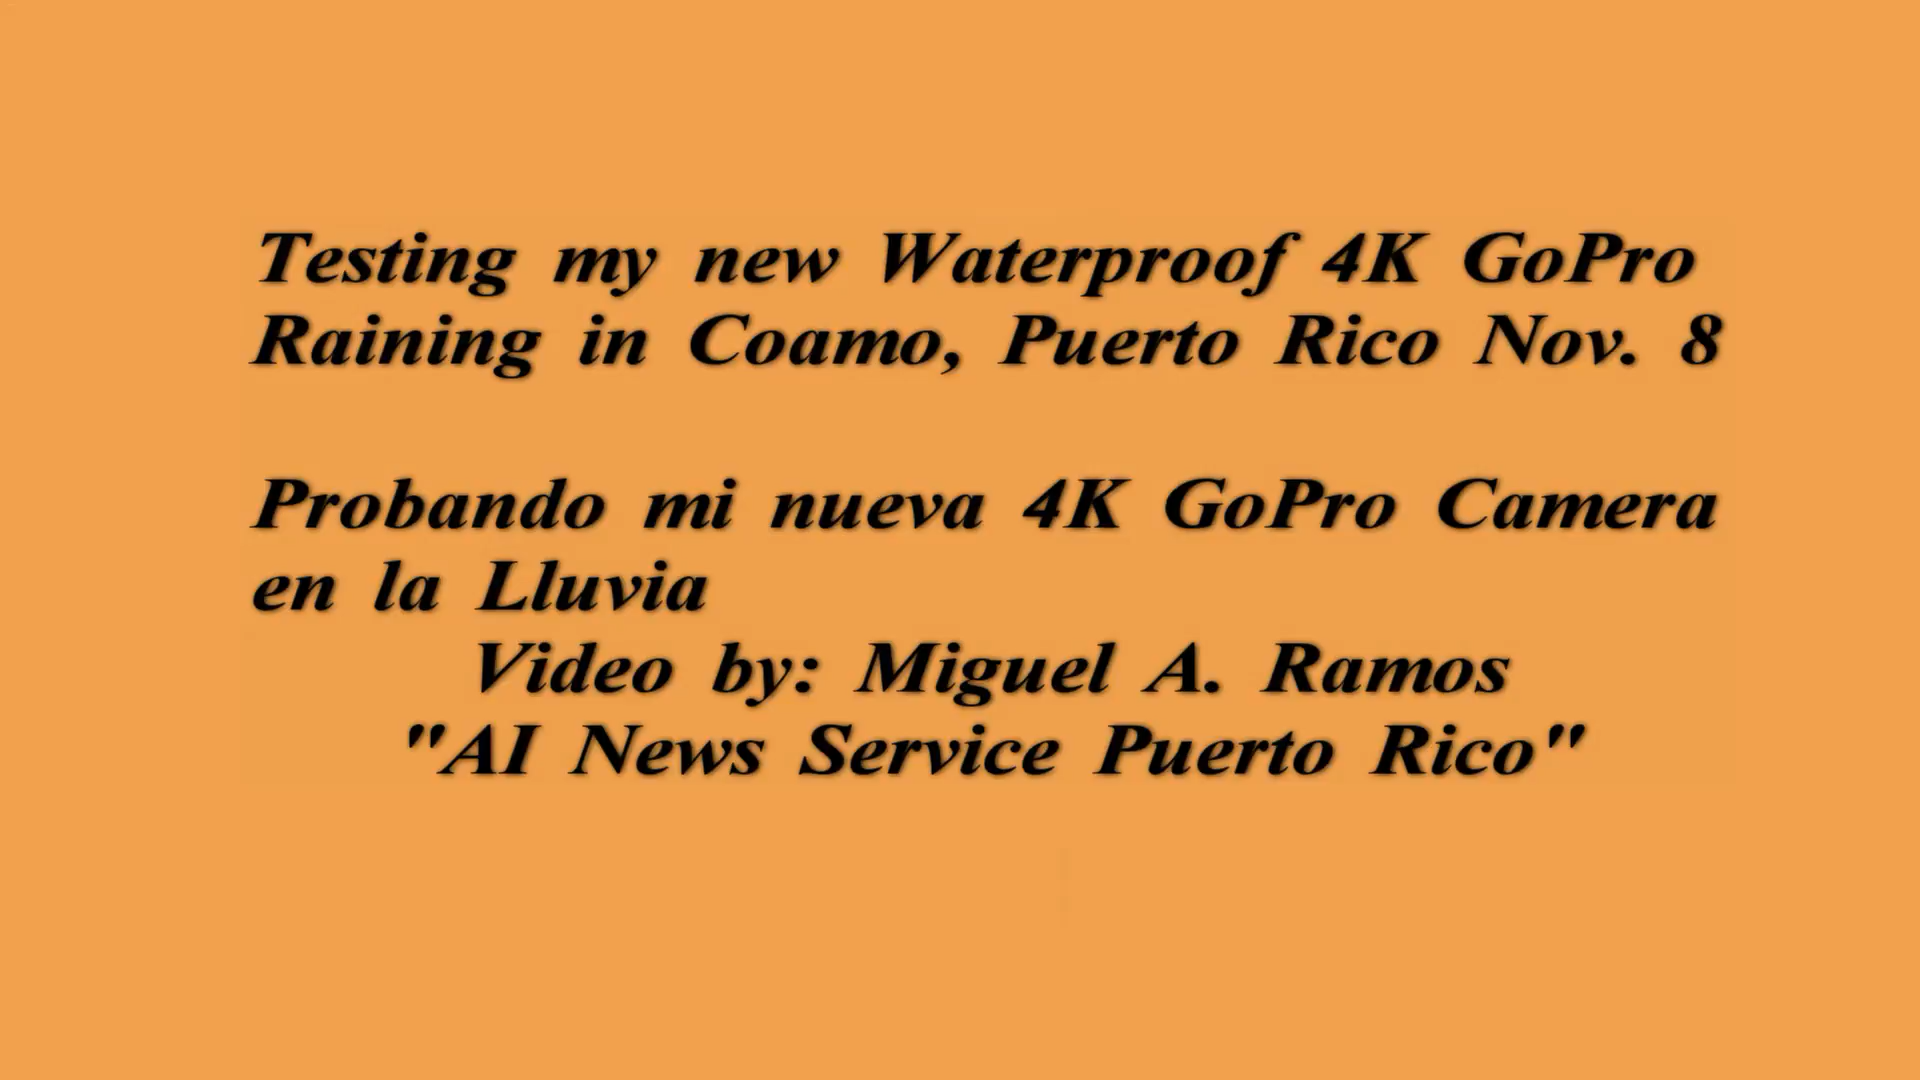 Testing my new Waterproof 4K GoPro
Raining in Coamo, Puerto Rico Nov. 8
Probando mi nueva 4K GoPro Camera
en la Lluvia
Video by: Miguel A. Ramos
"AI News Service Puerto Rico"